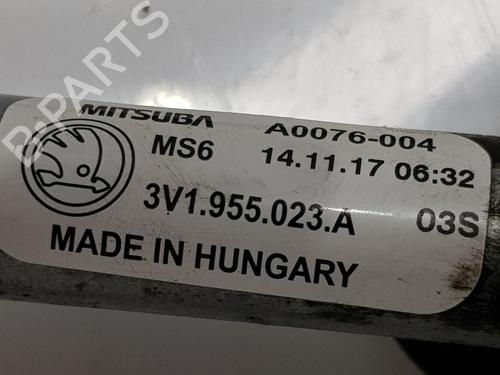 B PARTS
MITSUBA A0076-004
MS6 14.11.17 06:32
3V1.955.023.A 03S
MADE IN HUNGARY